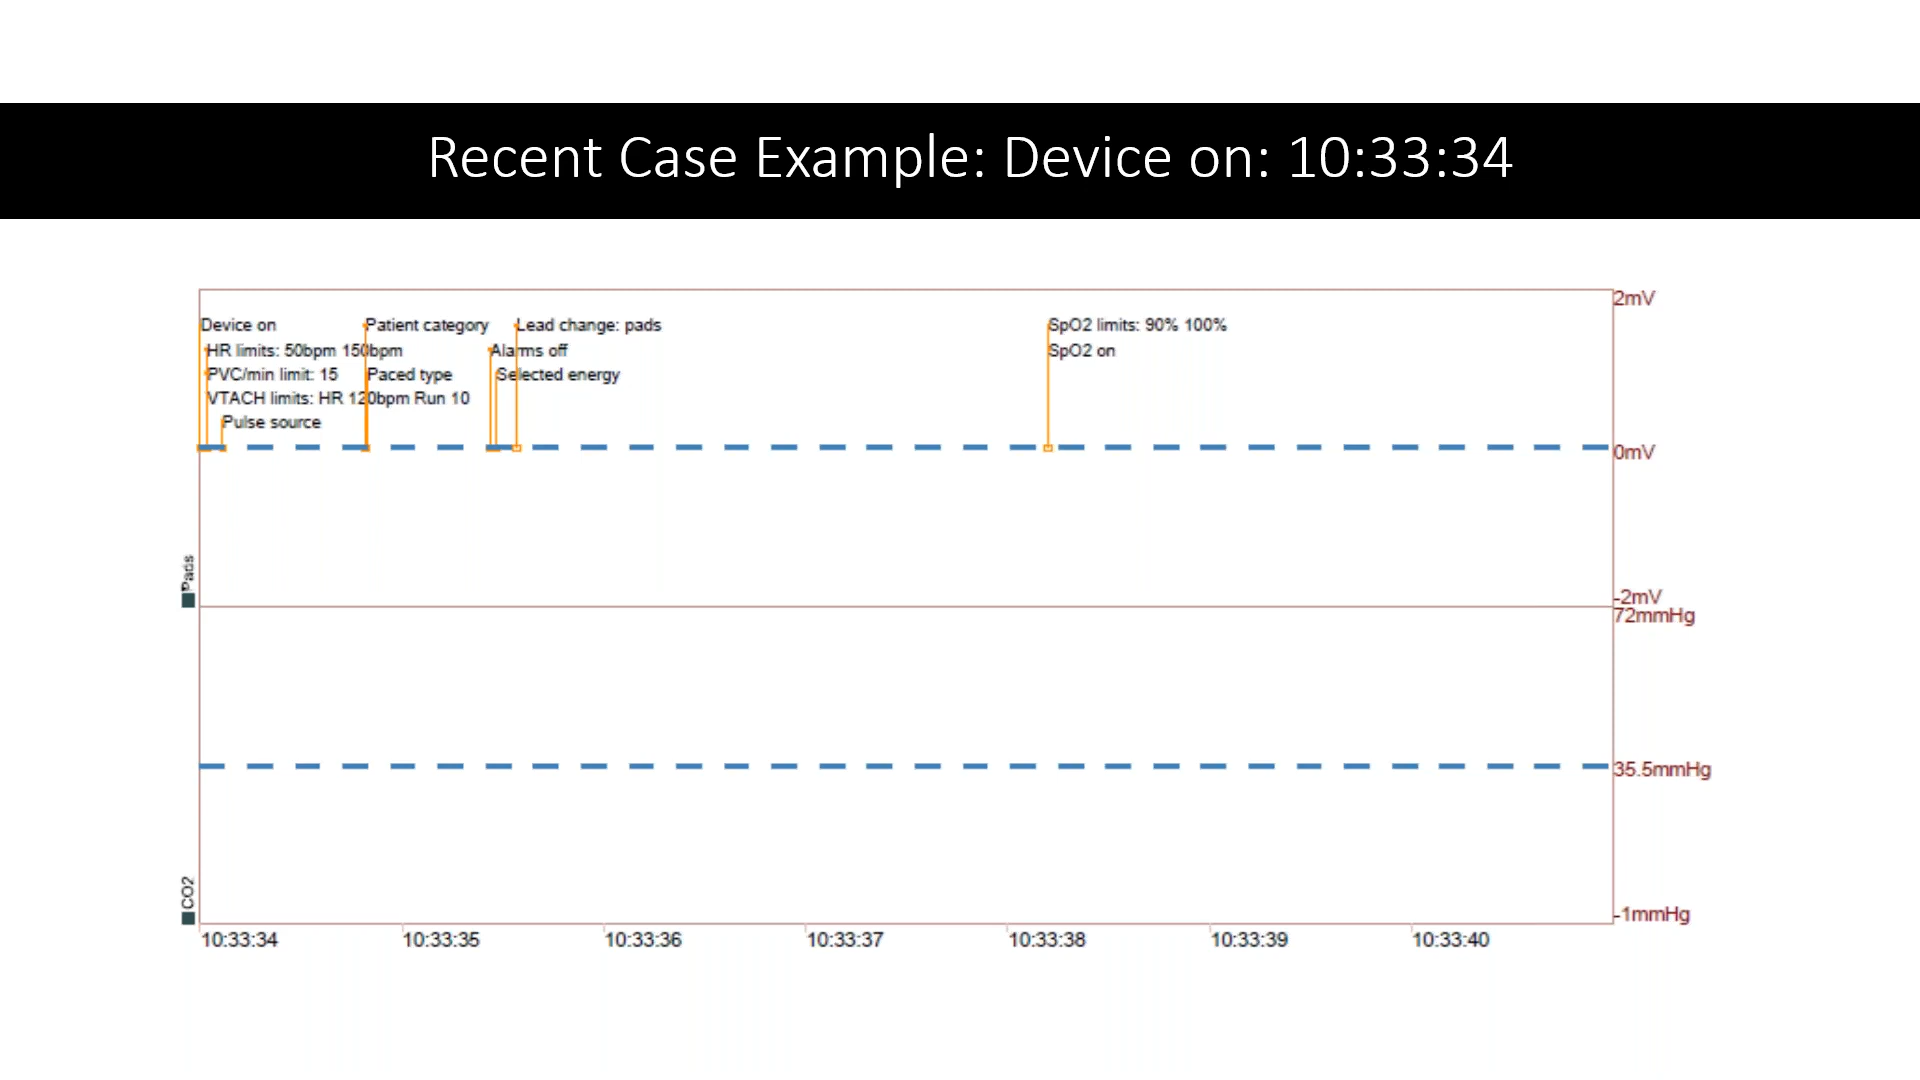 Recent Case Example: Device on: 10:33:34
Device on
Patient category
Lead change: pads
SpO2 limits: 90% 100%
HR limits: 50bpm 150bpm
Alarms off
SpO2 on
PVC/min limit: 15
Paced type
Selected energy
VTACH limits: HR 120bpm Run 10
Pulse source
2mV
0mV
-2mV
Pads
72mmHg
35.5mmHg
-1mmHg
CO2
10:33:34
10:33:35
10:33:36
10:33:37
10:33:38
10:33:39
10:33:40